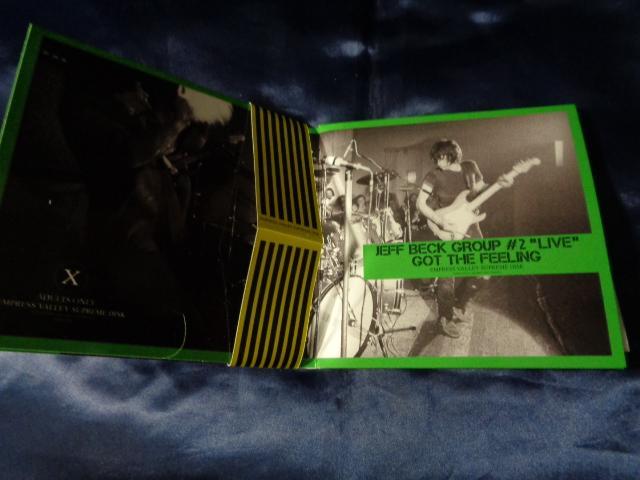 X
ADULTS ONLY
EMPRESS VALLEY SUPREME DISK
JEFF BECK GROUP #2 "LIVE"
GOT THE FEELING
EMPRESS VALLEY SUPREME DISK